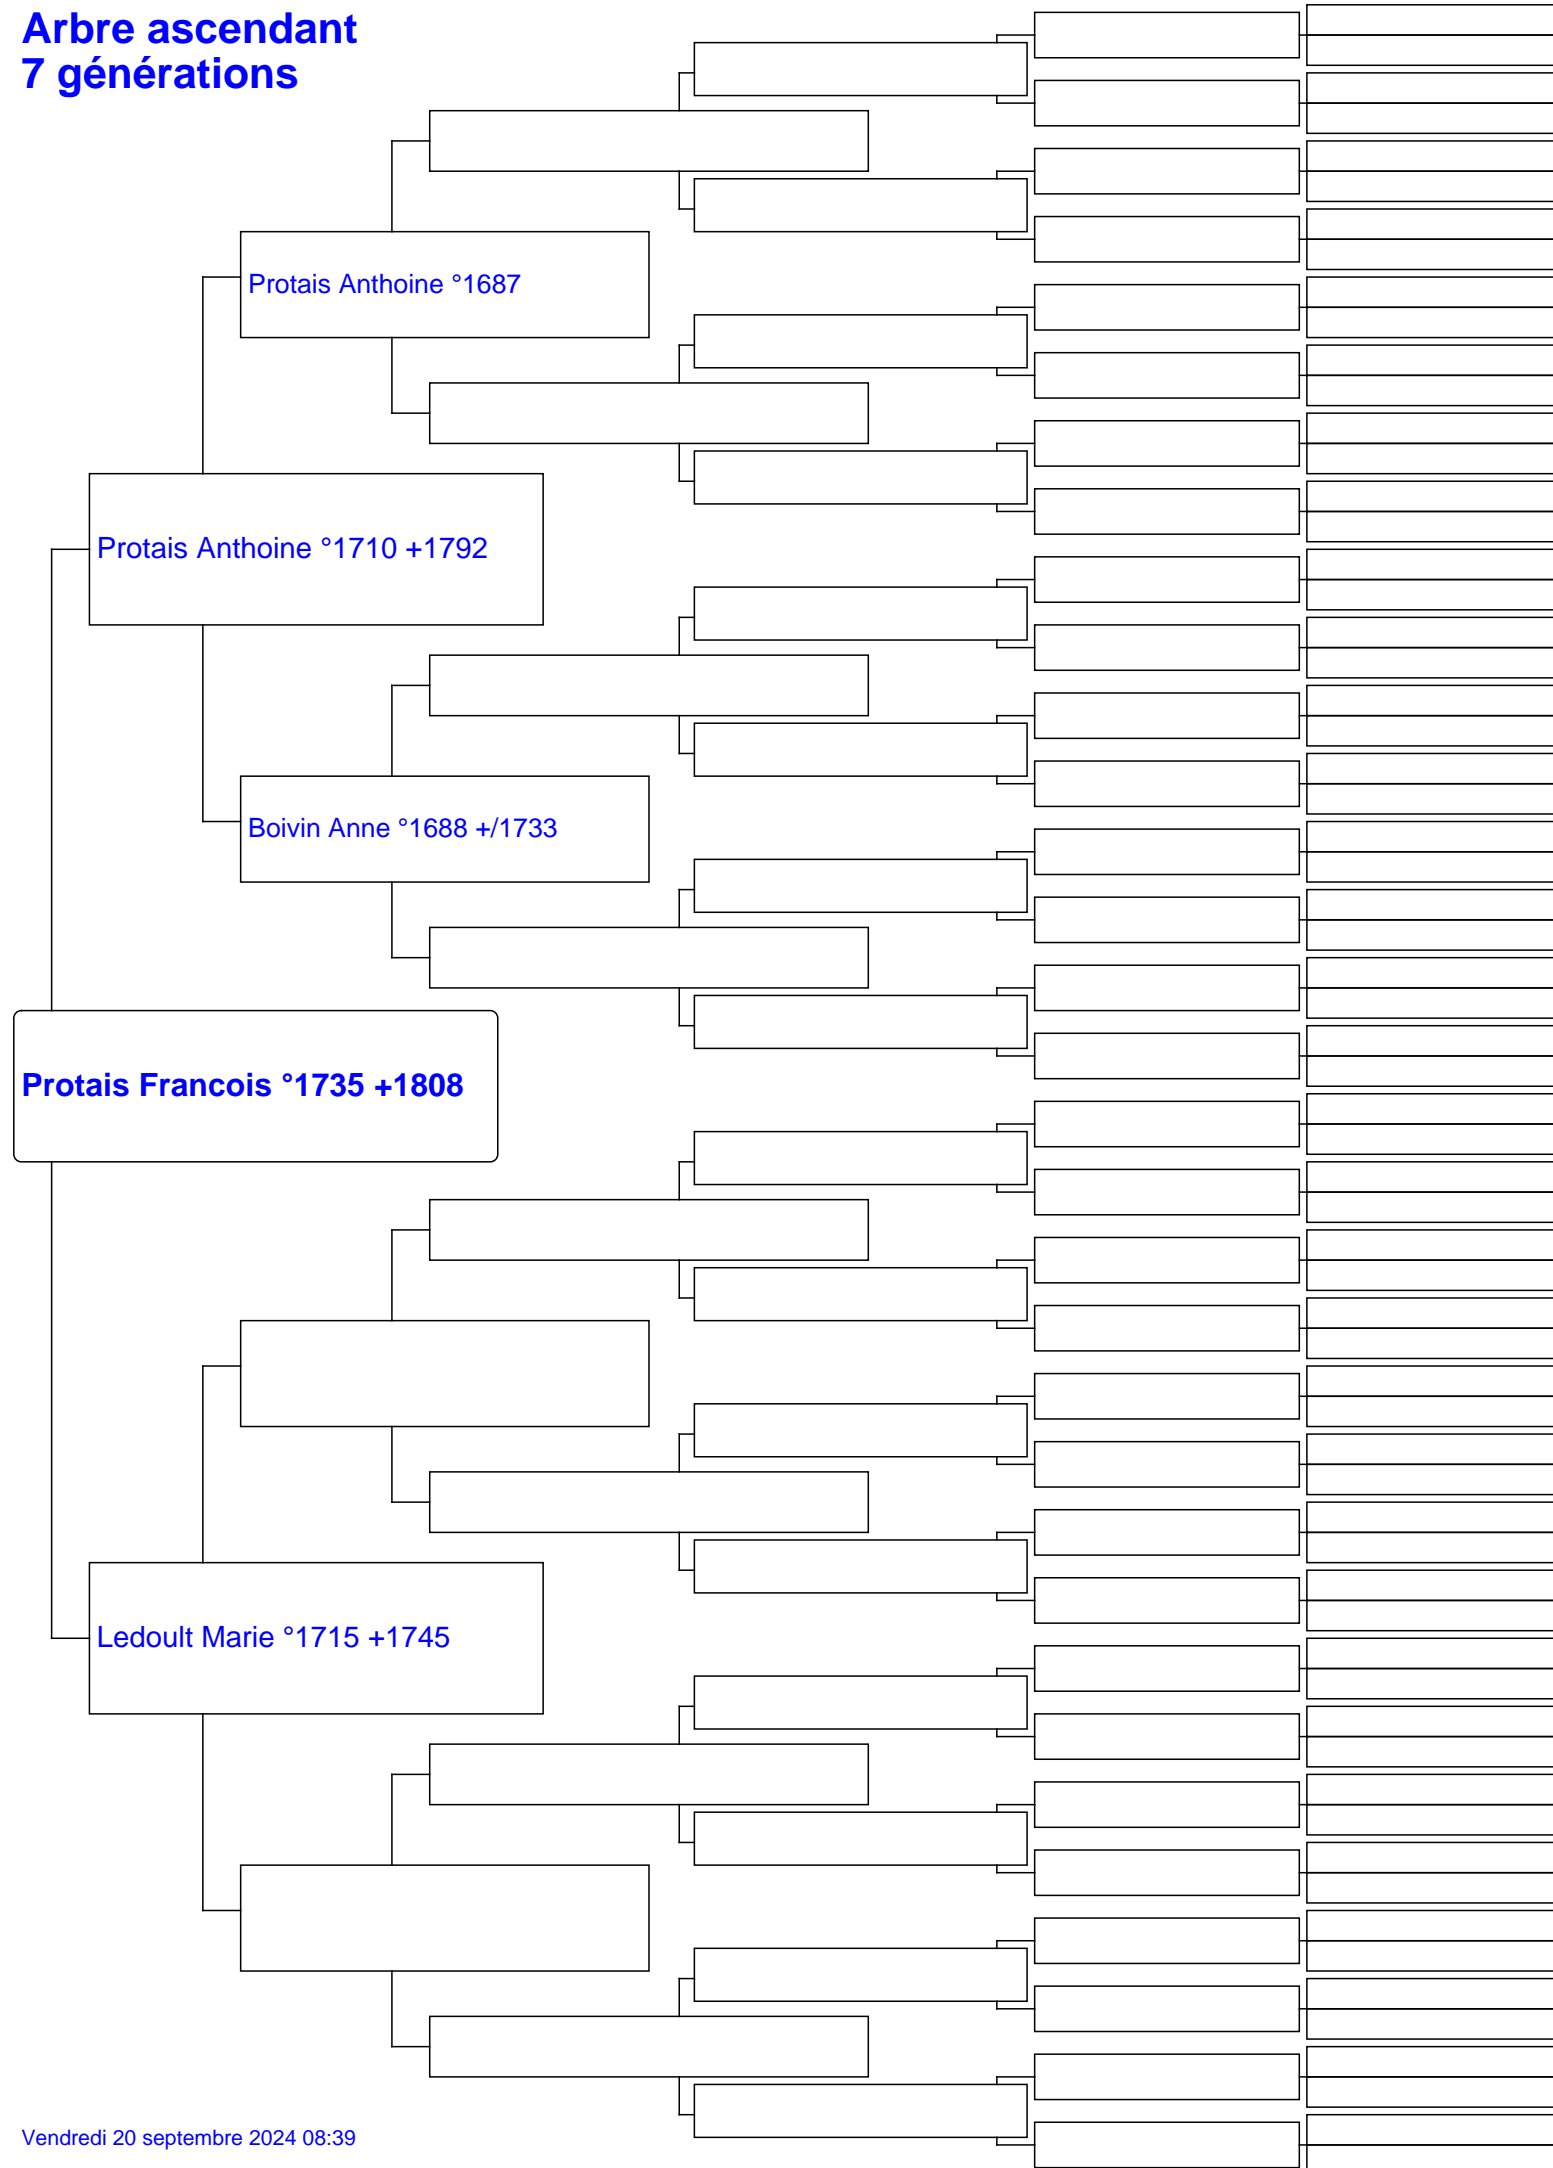 Arbre ascendant
7 générations
Protais Anthoine °1687
Protais Anthoine °1710 +1792
Boivin Anne °1688 +/1733
Protais Francois °1735 +1808
Ledoult Marie °1715 +1745
Vendredi 20 septembre 2024 08:39